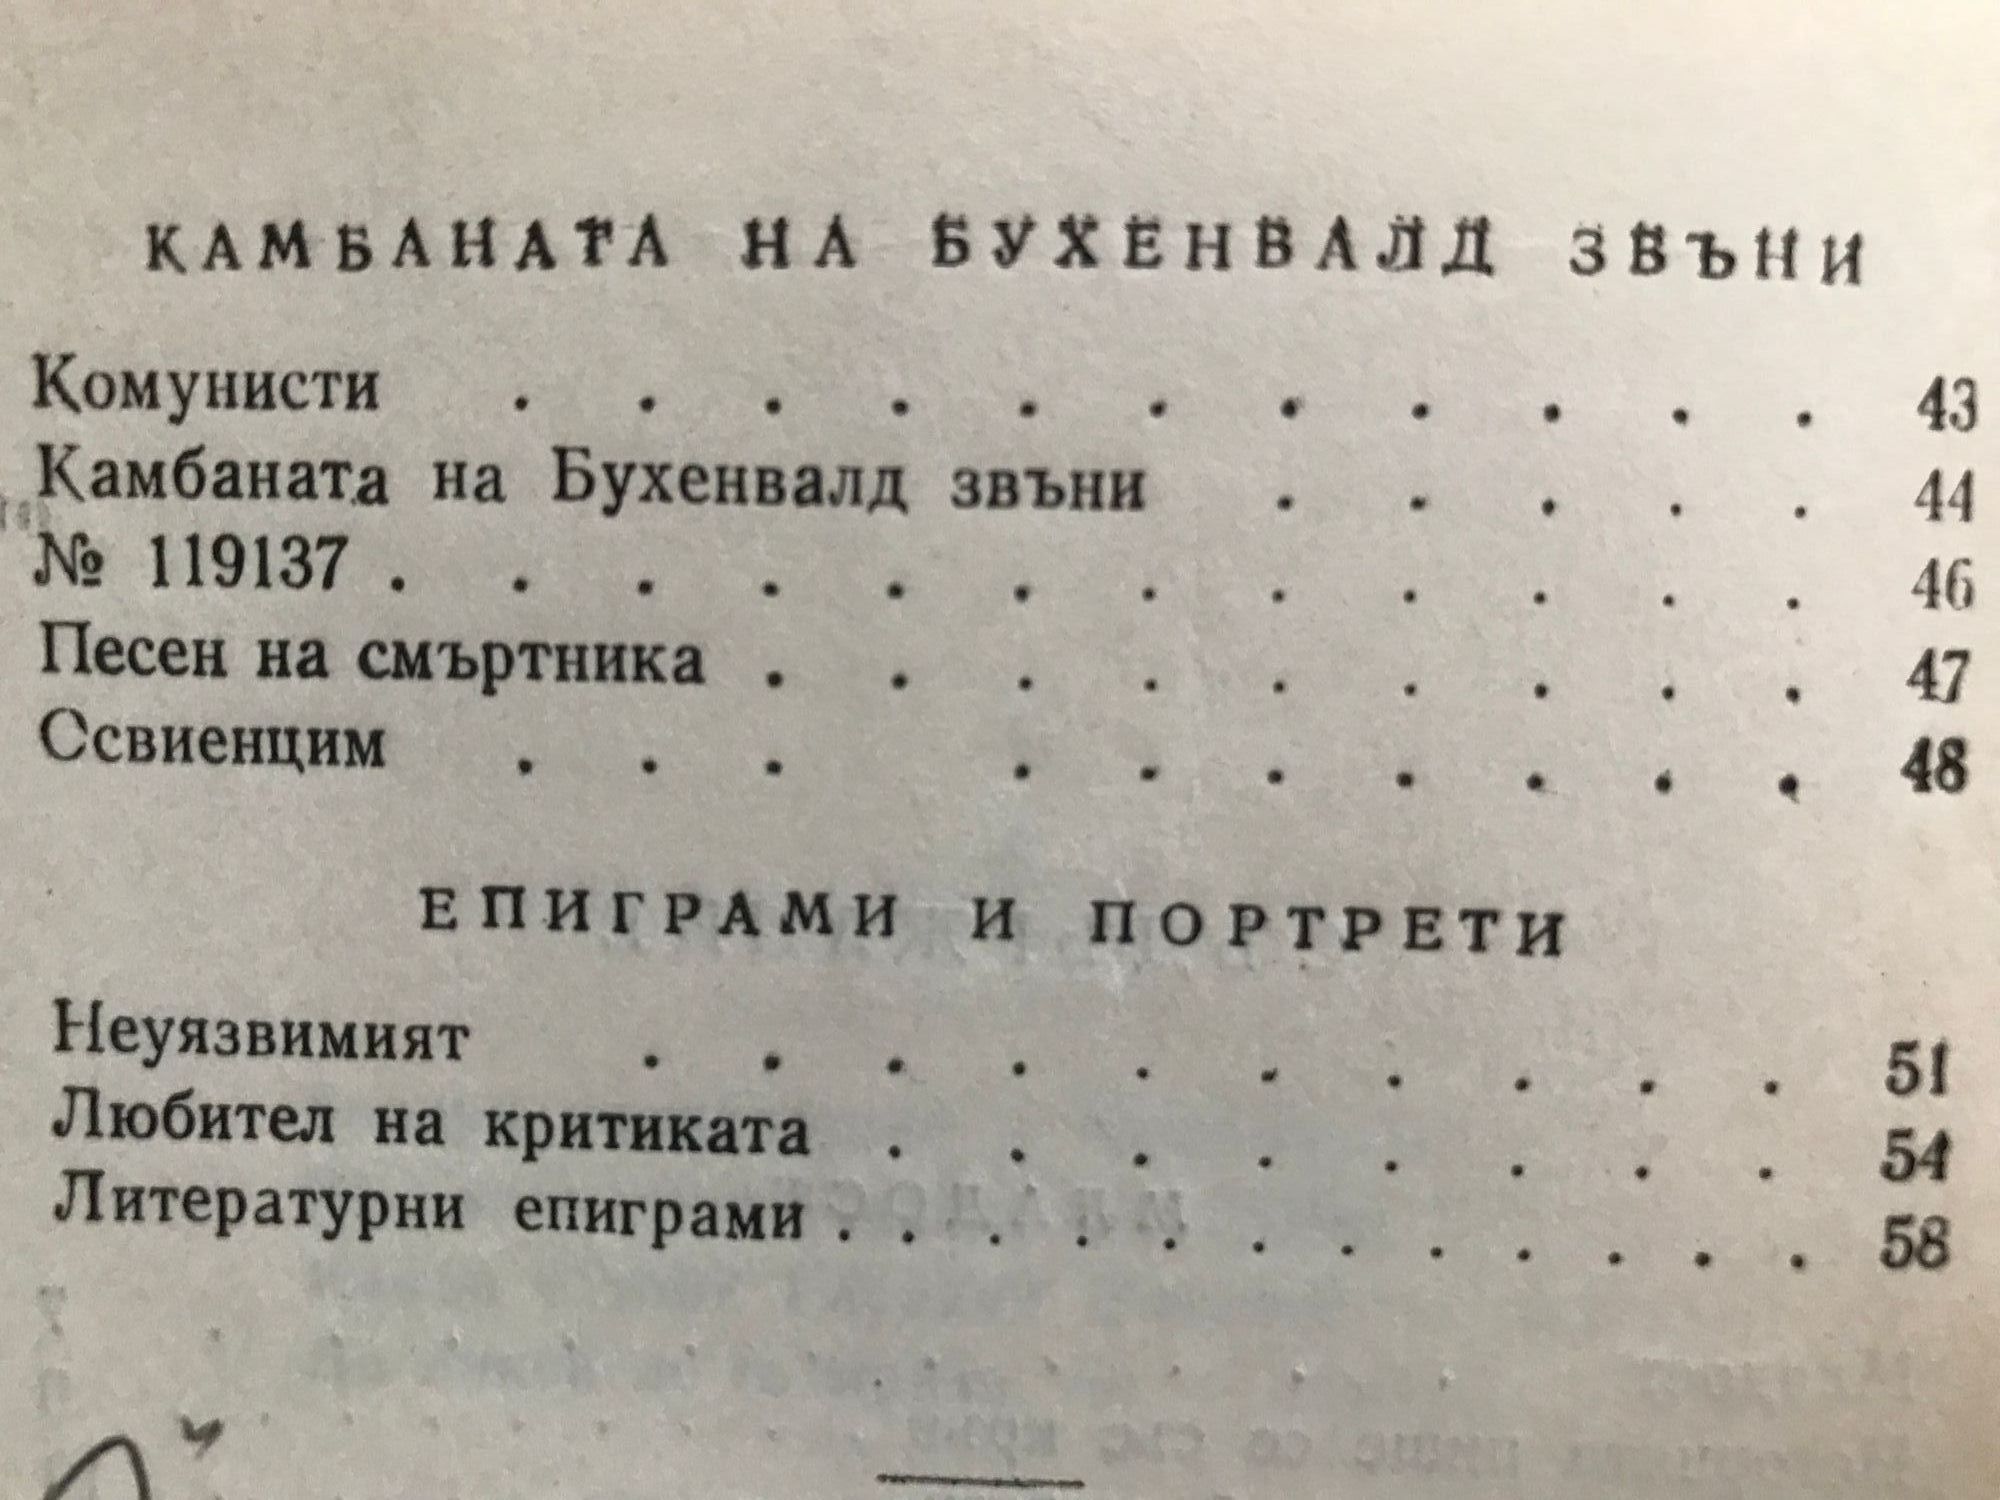 КАМБАНАТА НА БУХЕНВАЛД ЗВЪНИ
Комунисти . . . . . . . . . . . 43
Камбаната на Бухенвалд звъни . . . . . 44
№ 119137 . . . . . . . . . . . . 46
Песен на смъртника . . . . . . . . . 47
Освиенцим . . . . . . . . . . 48
ЕПИГРАМИ И ПОРТРЕТИ
Неуязвимият . . . . . . . . . . 51
Любител на критиката . . . . . . . . 54
Литературни епиграми . . . . . . . . . . . . 58